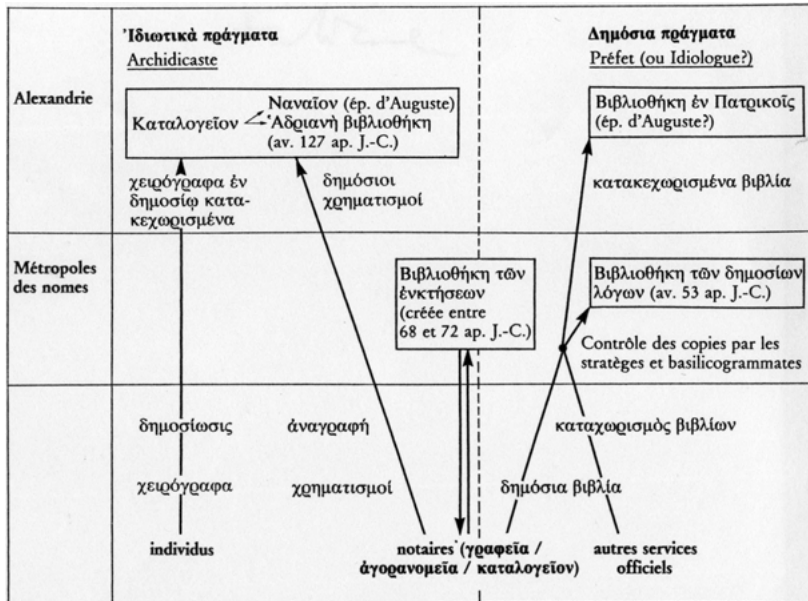 Ἰδιωτικὰ πράγματα
Archidicaste
Δημόσια πράγματα
Préfet (ou Idiologue?)
Alexandrie
Καταλογεῖον
Ναναῖον (ép. d'Auguste)
Ἁδριανὴ βιβλιοθήκη
(av. 127 ap. J.-C.)
Βιβλιοθήκη ἐν Πατρικοῖς
(ép. d'Auguste?)
χειρόγραφα ἐν
δημοσίῳ κατα-
κεχωρισμένα
δημόσιοι
χρηματισμοί
κατακεχωρισμένα βιβλία
Métropoles
des nomes
Βιβλιοθήκη τῶν
ἐνκτήσεων
(créée entre
68 et 72 ap. J.-C.)
Βιβλιοθήκη τῶν δημοσίων
λόγων (av. 53 ap. J.-C.)
Contrôle des copies par les
stratèges et basilicogrammates
δημοσίωσις
ἀναγραφή
καταχωρισμὸς βιβλίων
χειρόγραφα
χρηματισμοί
δημόσια βιβλία
individus
notaires (γραφεῖα /
ἀγορανομεῖα / καταλογεῖον)
autres services
officiels